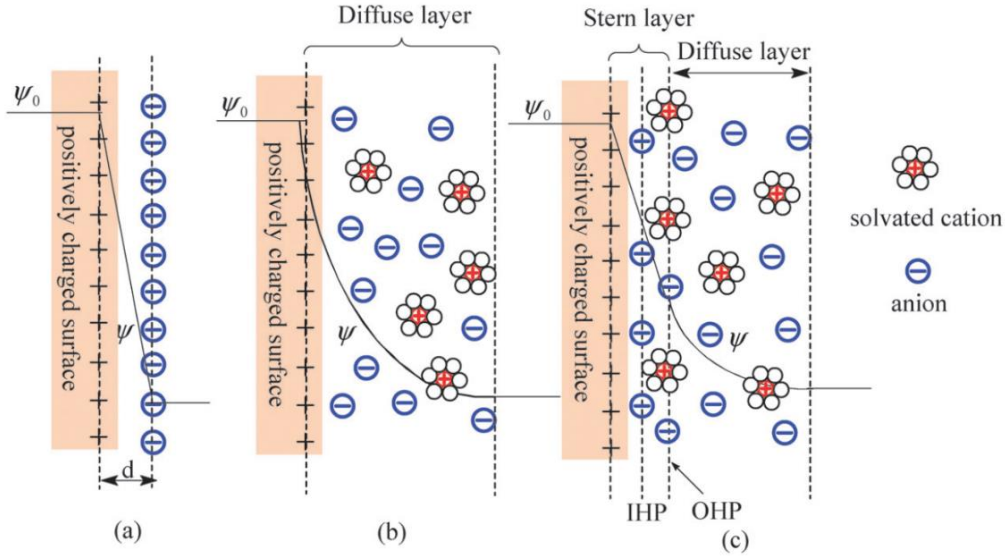 Diffuse layer
Stern layer
Diffuse layer
ψ₀
ψ₀
ψ₀
positively charged surface
positively charged surface
positively charged surface
ψ
ψ
ψ
solvated cation
anion
d
IHP
OHP
(a)
(b)
(c)